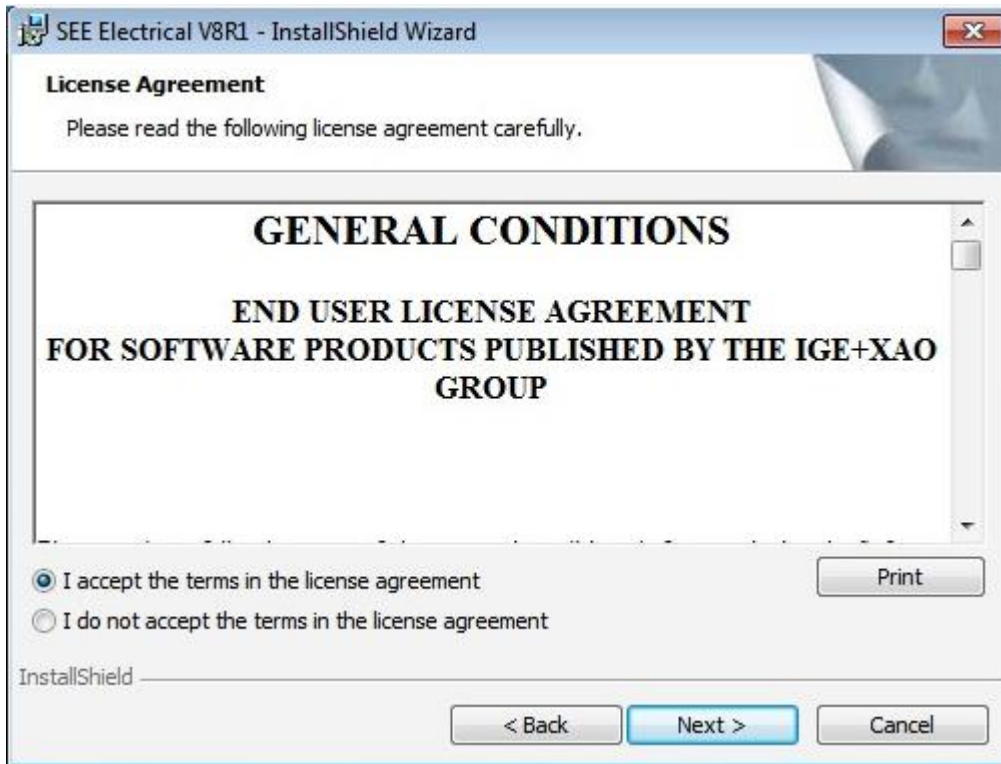 SEE Electrical V8R1 - InstallShield Wizard
License Agreement
Please read the following license agreement carefully.
GENERAL CONDITIONS
END USER LICENSE AGREEMENT
FOR SOFTWARE PRODUCTS PUBLISHED BY THE IGE+XAO
GROUP
I accept the terms in the license agreement
Print
I do not accept the terms in the license agreement
InstallShield
< Back
Next >
Cancel